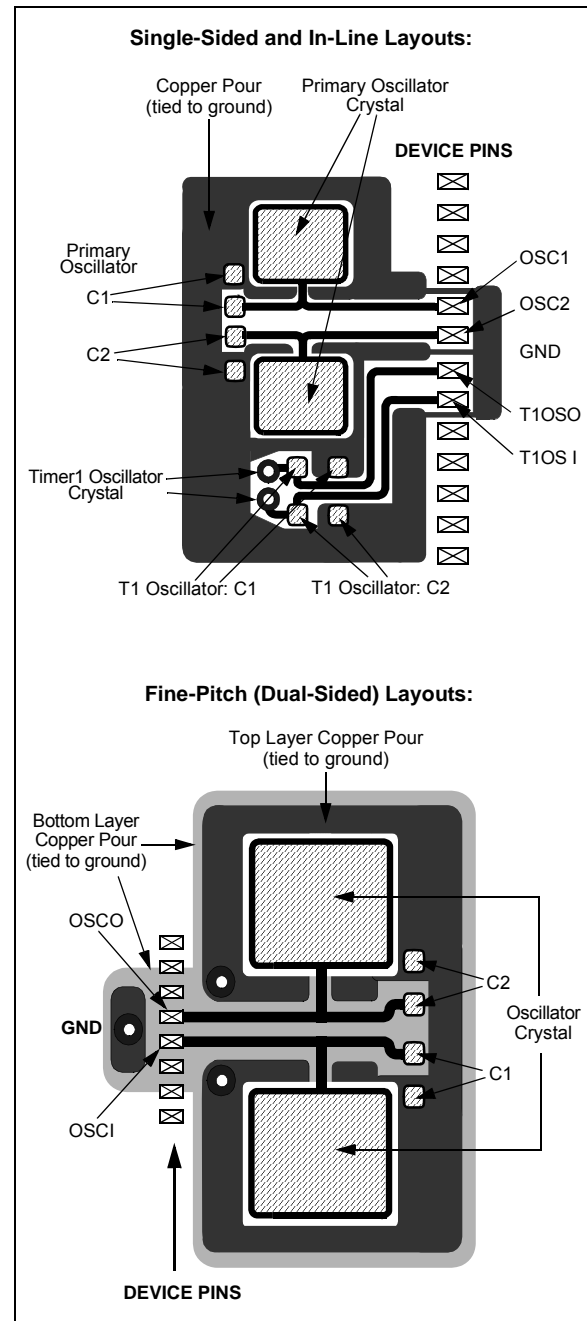 Single-Sided and In-Line Layouts:
Copper Pour
(tied to ground)
Primary Oscillator
Crystal
DEVICE PINS
Primary
Oscillator
C1
C2
OSC1
OSC2
GND
T1OSO
T1OS I
Timer1 Oscillator
Crystal
T1 Oscillator: C1
T1 Oscillator: C2
Fine-Pitch (Dual-Sided) Layouts:
Top Layer Copper Pour
(tied to ground)
Bottom Layer
Copper Pour
(tied to ground)
OSCO
GND
OSCI
C2
Oscillator
Crystal
C1
DEVICE PINS